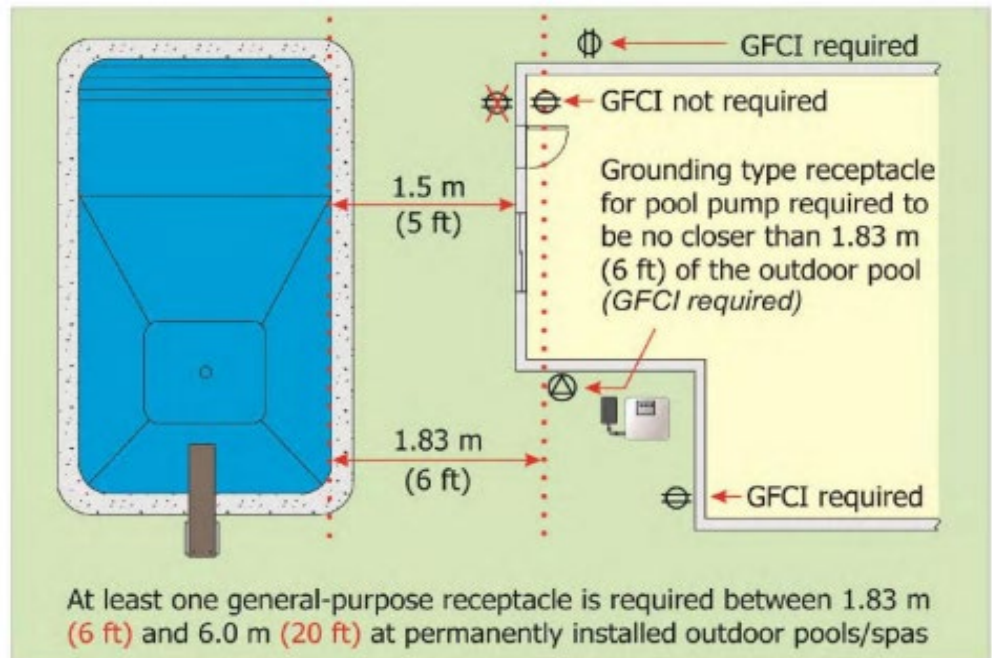 GFCI required
GFCI not required
Grounding type receptacle
for pool pump required to
be no closer than 1.83 m
(6 ft) of the outdoor pool
(GFCI required)
1.5 m
(5 ft)
1.83 m
(6 ft)
GFCI required
At least one general-purpose receptacle is required between 1.83 m
(6 ft) and 6.0 m (20 ft) at permanently installed outdoor pools/spas